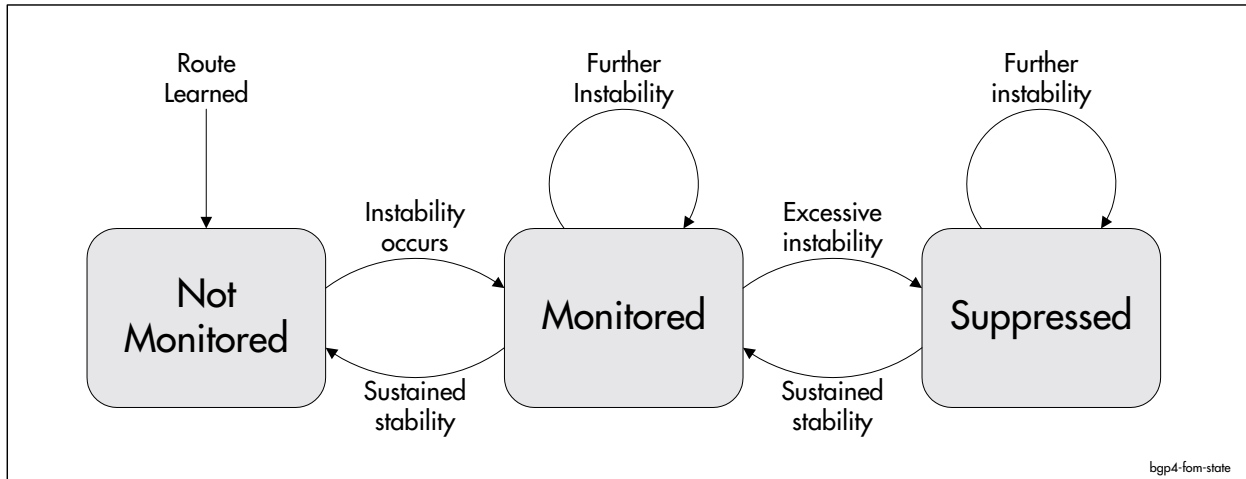 Route
Learned
Further
Instability
Further
instability
Instability
occurs
Excessive
instability
Not
Monitored
Monitored
Suppressed
Sustained
stability
Sustained
stability
bgp4-fom-state